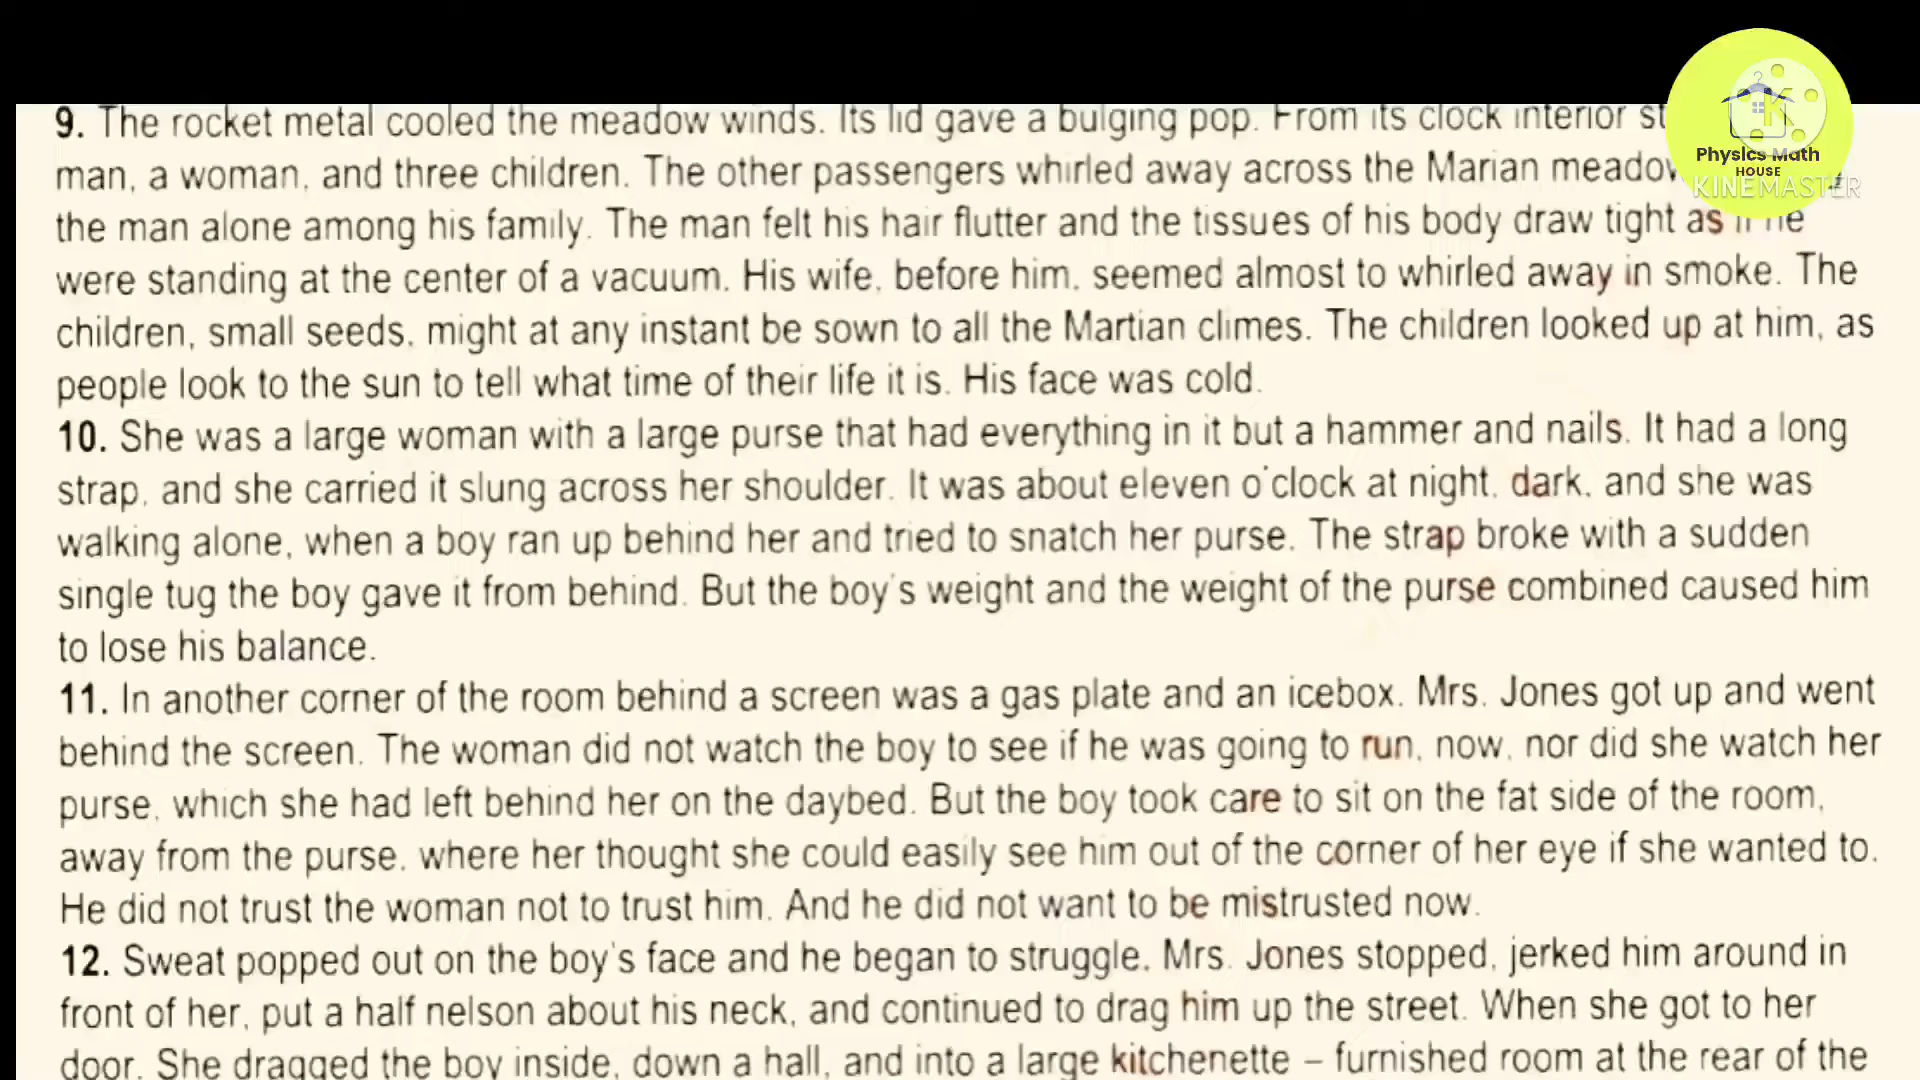 9. The rocket metal cooled the meadow winds. Its lid gave a bulging pop. From its clock interior
man, a woman, and three children. The other passengers whirled away across the Marian
the man alone among his family. The man felt his hair flutter and the tissues of his body draw tight as if he
were standing at the center of a vacuum. His wife, before him, seemed almost to whirled away in smoke. The
children, small seeds, might at any instant be sown to all the Martian climes. The children looked up at him, as
people look to the sun to tell what time of their life it is. His face was cold.
10. She was a large woman with a large purse that had everything in it but a hammer and nails. It had a long
strap, and she carried it slung across her shoulder. It was about eleven o'clock at night, dark, and she was
walking alone, when a boy ran up behind her and tried to snatch her purse. The strap broke with a sudden
single tug the boy gave it from behind. But the boy's weight and the weight of the purse combined caused him
to lose his balance.
11. In another corner of the room behind a screen was a gas plate and an icebox. Mrs. Jones got up and went
behind the screen. The woman did not watch the boy to see if he was going to run, now, nor did she watch her
purse, which she had left behind her on the daybed. But the boy took care to sit on the fat side of the room,
away from the purse, where her thought she could easily see him out of the corner of her eye if she wanted to.
He did not trust the woman not to trust him. And he did not want to be mistrusted now.
12. Sweat popped out on the boy's face and he began to struggle. Mrs. Jones stopped, jerked him around in
front of her, put a half nelson about his neck, and continued to drag him up the street. When she got to her
door. She dragged the boy inside, down a hall, and into a large kitchenette – furnished room at the rear of the
Physics Math
HOUSE
KINEMASTER